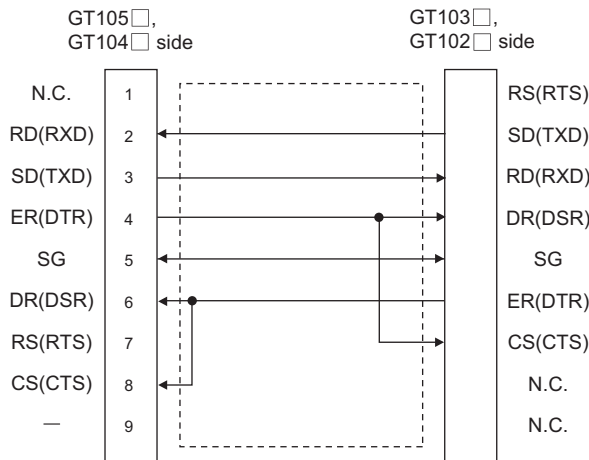 GT105□,
GT104□ side
GT103□,
GT102□ side
N.C. 1 RS(RTS)
RD(RXD) 2 SD(TXD)
SD(TXD) 3 RD(RXD)
ER(DTR) 4 DR(DSR)
SG 5 SG
DR(DSR) 6 ER(DTR)
RS(RTS) 7 CS(CTS)
CS(CTS) 8 N.C.
— 9 N.C.